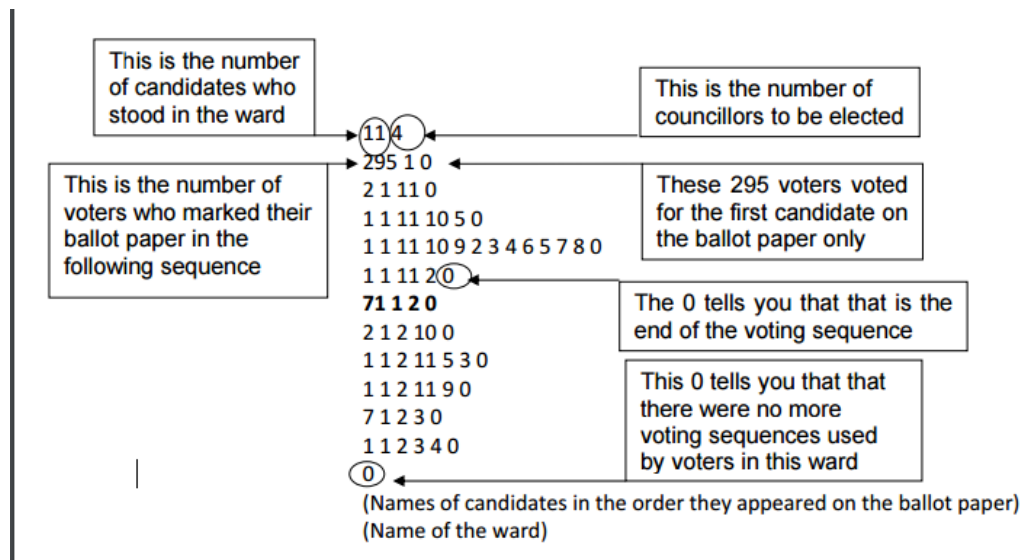 This is the number
of candidates who
stood in the ward
This is the number of
councillors to be elected
11 4
295 1 0
This is the number of
voters who marked their
ballot paper in the
following sequence
These 295 voters voted
for the first candidate on
the ballot paper only
2 1 11 0
1 1 11 10 5 0
1 1 11 10 9 2 3 4 6 5 7 8 0
1 1 11 2 0
71 1 2 0
The 0 tells you that that is the
end of the voting sequence
2 1 2 10 0
1 1 2 11 5 3 0
1 1 2 11 9 0
7 1 2 3 0
1 1 2 3 4 0
0
This 0 tells you that that
there were no more
voting sequences used
by voters in this ward
(Names of candidates in the order they appeared on the ballot paper)
(Name of the ward)